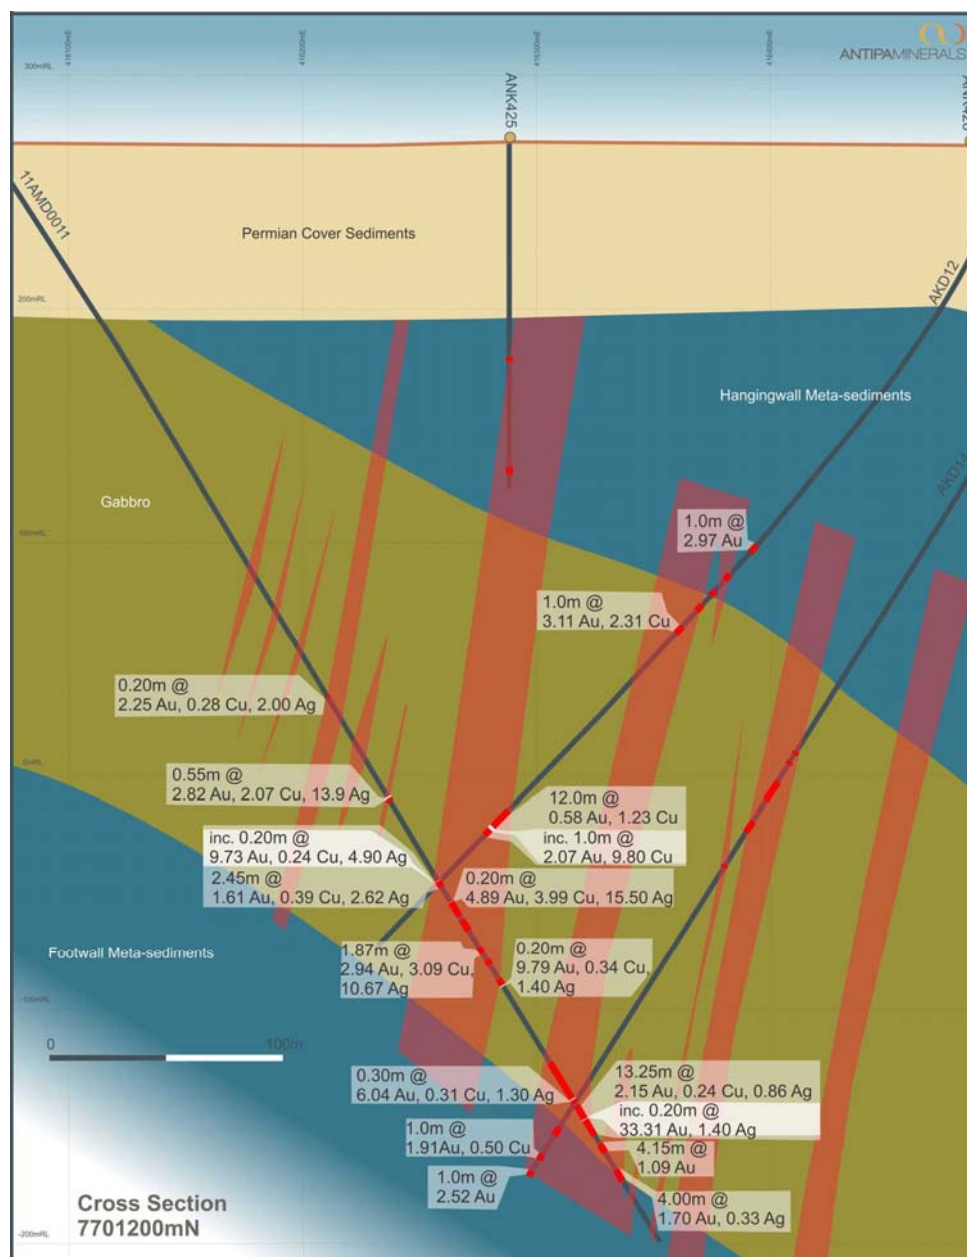 416100mE
416200mE
416300mE
416400mE
ANTIPAMINERALS
300mRL
ANK425
11AMD0011
Permian Cover Sediments
AKD12
200mRL
Hangingwall Meta-sediments
AKD14
Gabbro
1.0m @
2.97 Au
100mRL
1.0m @
3.11 Au, 2.31 Cu
0.20m @
2.25 Au, 0.28 Cu, 2.00 Ag
0mRL
0.55m @
2.82 Au, 2.07 Cu, 13.9 Ag
12.0m @
0.58 Au, 1.23 Cu
inc. 1.0m @
2.07 Au, 9.80 Cu
inc. 0.20m @
9.73 Au, 0.24 Cu, 4.90 Ag
2.45m @
1.61 Au, 0.39 Cu, 2.62 Ag
0.20m @
4.89 Au, 3.99 Cu, 15.50 Ag
Footwall Meta-sediments
1.87m @
2.94 Au, 3.09 Cu,
10.67 Ag
0.20m @
9.79 Au, 0.34 Cu,
1.40 Ag
-100mRL
0
100m
0.30m @
6.04 Au, 0.31 Cu, 1.30 Ag
13.25m @
2.15 Au, 0.24 Cu, 0.86 Ag
inc. 0.20m @
33.31 Au, 1.40 Ag
1.0m @
1.91Au, 0.50 Cu
4.15m @
1.09 Au
1.0m @
2.52 Au
4.00m @
1.70 Au, 0.33 Ag
Cross Section
7701200mN
-200mRL